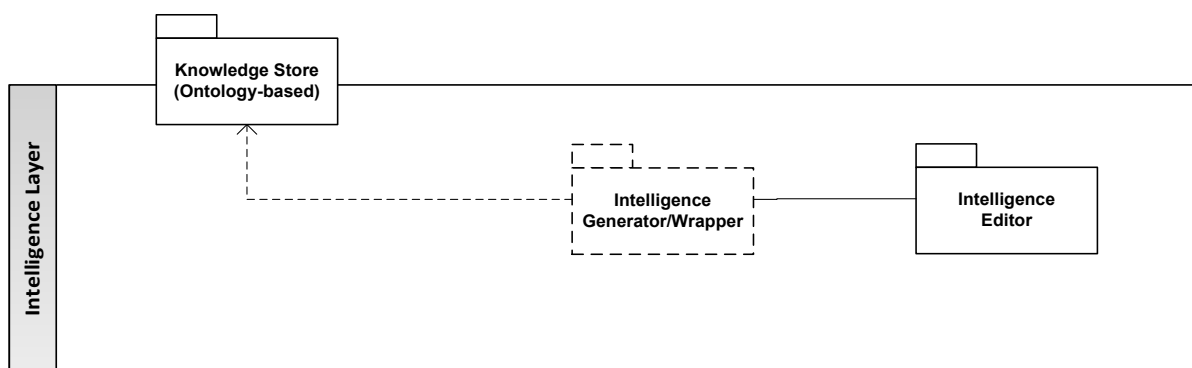 Knowledge Store
(Ontology-based)
Intelligence Layer
Intelligence
Generator/Wrapper
Intelligence
Editor